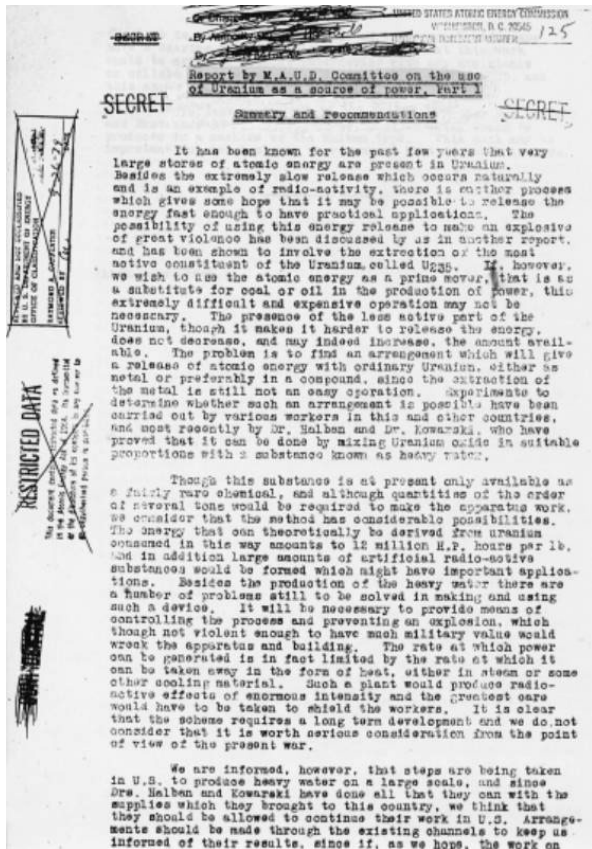 UNITED STATES ATOMIC ENERGY COMMISSION
WASHINGTON, D. C. 20545
125
Report by M.A.U.D. Committee on the use
of Uranium as a source of power, Part 1
SECRET
SECRET
Summary and recommendations
It has been known for the past few years that very
large stores of atomic energy are present in Uranium.
Besides the extremely slow release which occurs naturally
and is an example of radio-activity, there is another process
which gives some hope that it may be possible to release the
energy fast enough to have practical applications. The
possibility of using this energy release to make an explosive
of great violence has been discussed by us in another report,
and has been shown to involve the extraction of the most
active constituent of the Uranium, called U235. If, however,
we wish to use the atomic energy as a prime mover, that is as
a substitute for coal or oil in the production of power, this
extremely difficult and expensive operation may not be
necessary. The presence of the less active part of the
Uranium, though it makes it harder to release the energy,
does not decrease, and may indeed increase, the amount avail-
able. The problem is to find an arrangement which will give
a release of atomic energy with ordinary Uranium, either as
metal or preferably in a compound, since the extraction of
the metal is still not an easy operation. Experiments to
determine whether such an arrangement is possible have been
carried out by various workers in this and other countries,
and most recently by Dr. Halban and Dr. Kowarski, who have
proved that it can be done by mixing Uranium oxide in suitable
proportions with a substance known as heavy water.
Though this substance is at present only available as
a fairly rare chemical, and although quantities of the order
of several tons would be required to make the apparatus work,
we consider that the method has considerable possibilities.
The energy that can theoretically be derived from uranium
consumed in this way amounts to 12 million H.P. hours per lb.
and in addition large amounts of artificial radio-active
substances would be formed which might have important applica-
tions. Besides the production of the heavy water there are
a number of problems still to be solved in making and using
such a device. It will be necessary to provide means of
controlling the process and preventing an explosion, which
though not violent enough to have much military value would
wreck the apparatus and building. The rate at which power
can be generated is in fact limited by the rate at which it
can be taken away in the form of heat, either in steam or some
other cooling material. Such a plant would produce radio-
active effects of enormous intensity and the greatest care
would have to be taken to shield the workers. It is clear
that the scheme requires a long term development and we do not
consider that it is worth serious consideration from the point
of view of the present war.
We are informed, however, that steps are being taken
in U.S. to produce heavy water on a large scale, and since
Drs. Halban and Kowarski have done all that they can with the
supplies which they brought to this country, we think that
they should be allowed to continue their work in U.S. Arrange-
ments should be made through the existing channels to keep us
informed of their results, since if, as we hope, the work on
BY U.S. DEPARTMENT OF ENERGY
OFFICE OF CLASSIFICATION
RESTRICTED DATA